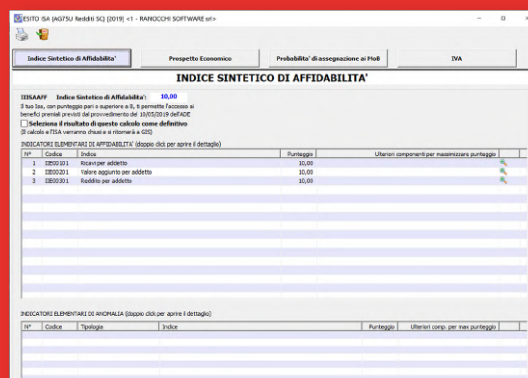 ESITO ISA (AG75U Redditi SC) (2019) <1 - RANOCCHI SOFTWARE srl>
Indice Sintetico di Affidabilita'
Prospetto Economico
Probabilita' di assegnazione ai MoB
IVA
INDICE SINTETICO DI AFFIDABILITA'
IIISAAFF Indice Sintetico di Affidabilita': 10,00
Il tuo Isa, con punteggio pari o superiore a 8, ti permette l'accesso ai
benefici premiali previsti dal provvedimento del 10/05/2019 dell'ADE
Seleziona il risultato di questo calcolo come definitivo
(Il calcolo e l'ISA verranno chiusi e si ritornerà a GIS)
INDICATORI ELEMENTARI DI AFFIDABILITA' (doppio click per aprire il dettaglio)
N° Codice Indice Punteggio Ulteriori componenti per massimizzare punteggio
1 IIE00101 Ricavi per addetto 10,00
2 IIE00201 Valore aggiunto per addetto 10,00
3 IIE00301 Reddito per addetto 10,00
INDICATORI ELEMENTARI DI ANOMALIA (doppio click per aprire il dettaglio)
N° Codice Tipologia Indice Punteggio Ulteriori comp. per max punteggio